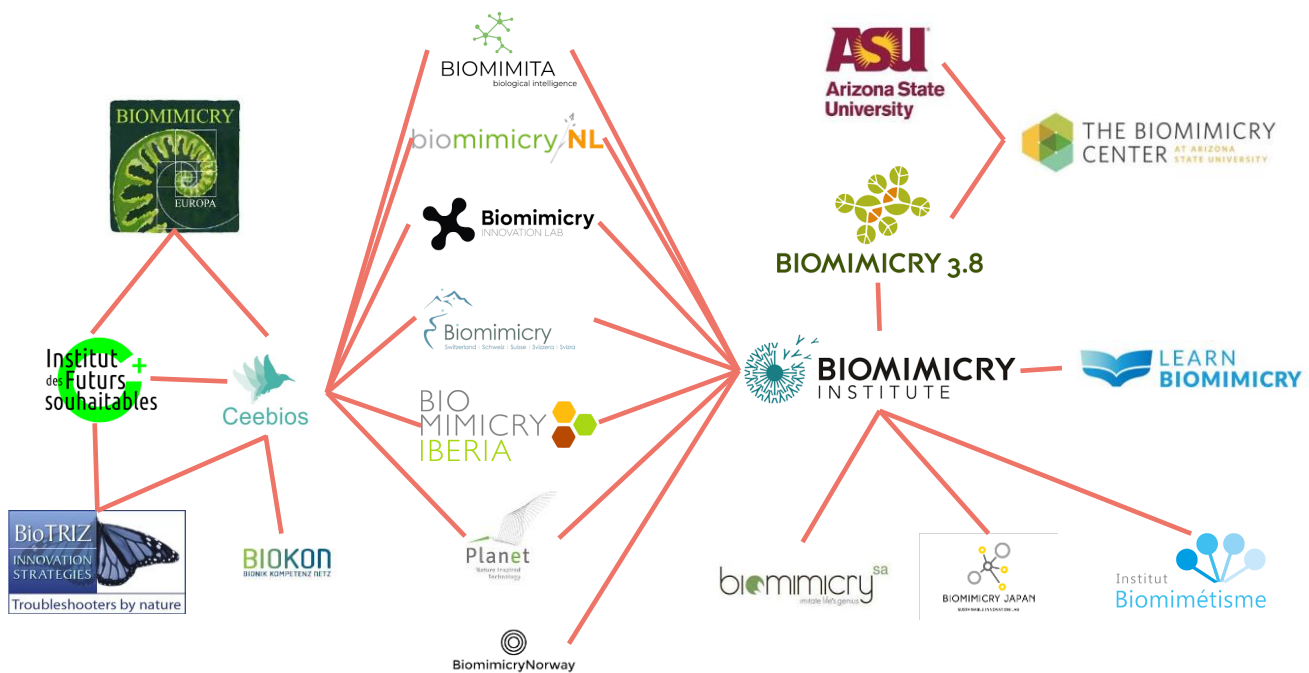 BIOMIMITA
biological intelligence
ASU
Arizona State
University
BIOMIMICRY
EUROPA
biomimicry NL
THE BIOMIMICRY
CENTER AT ARIZONA
STATE UNIVERSITY
Biomimicry
INNOVATION LAB
BIOMIMICRY 3.8
Biomimicry
Switzerland | Schweiz | Suisse | Svizzera | Svizra
Institut +
des Futurs
souhaitables
Ceebios
BIOMIMICRY
INSTITUTE
LEARN
BIOMIMICRY
BIO
MIMICRY
IBERIA
BioTRIZ
INNOVATION
STRATEGIES
Troubleshooters by nature
BIOKON
BIONIK KOMPETENZ NETZ
Planet
Nature Inspired
Technology
biomimicry sa
imitate life's genius
BIOMIMICRY JAPAN
SUSTAINABLE INNOVATION LAB
Institut
Biomimétisme
BiomimicryNorway